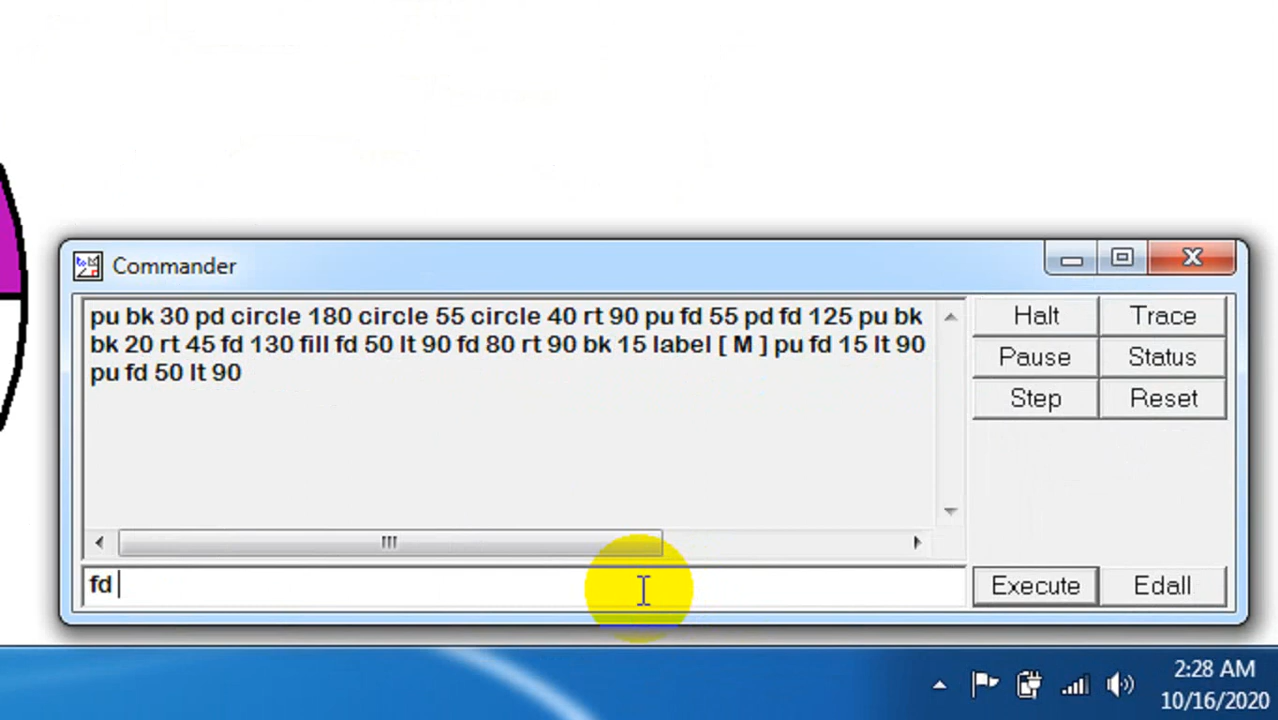 Commander
pu bk 30 pd circle 180 circle 55 circle 40 rt 90 pu fd 55 pd fd 125 pu bk
bk 20 rt 45 fd 130 fill fd 50 lt 90 fd 80 rt 90 bk 15 label [ M ] pu fd 15 lt 90
pu fd 50 lt 90
Halt Trace
Pause Status
Step Reset
fd
Execute Edall
2:28 AM
10/16/2020